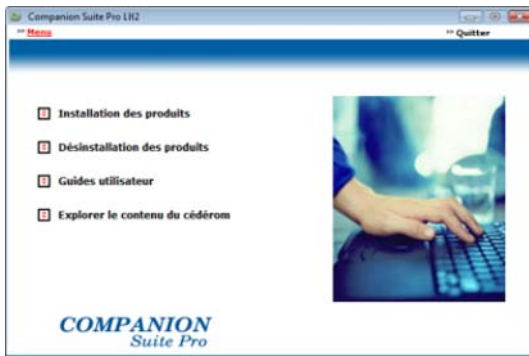 Companion Suite Pro LH2
Menu
Quitter
Installation des produits
Désinstallation des produits
Guides utilisateur
Explorer le contenu du cédérom
COMPANION
Suite Pro